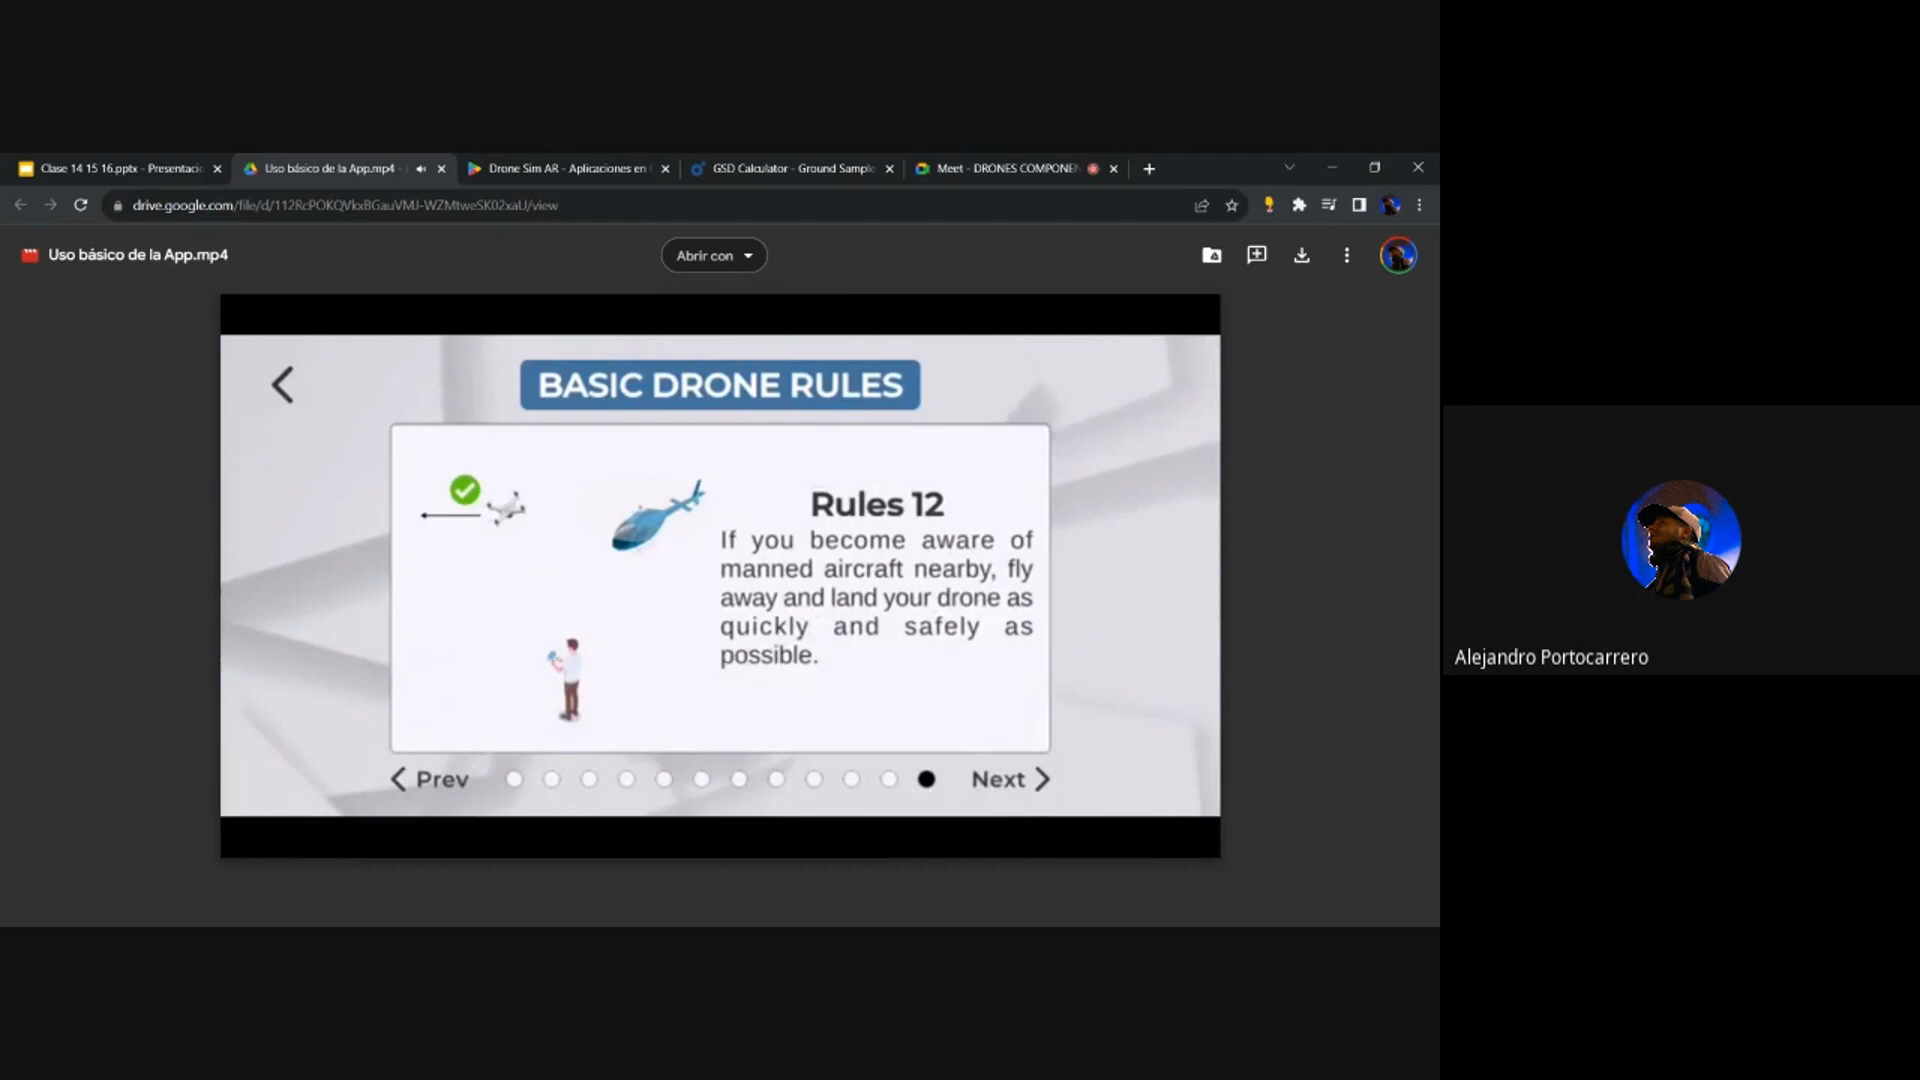 Clase 14 15 16.pptx - Presentacio
Uso básico de la App.mp4 -
Drone Sim AR - Aplicaciones en
GSD Calculator - Ground Sample
Meet - DRONES COMPONEN
drive.google.com/file/d/112RcPOKQVkxBGauVMJ-WZMtweSK02xaU/view
Uso básico de la App.mp4
Abrir con
BASIC DRONE RULES
Rules 12
If you become aware of
manned aircraft nearby, fly
away and land your drone as
quickly and safely as
possible.
Prev
Next
Alejandro Portocarrero